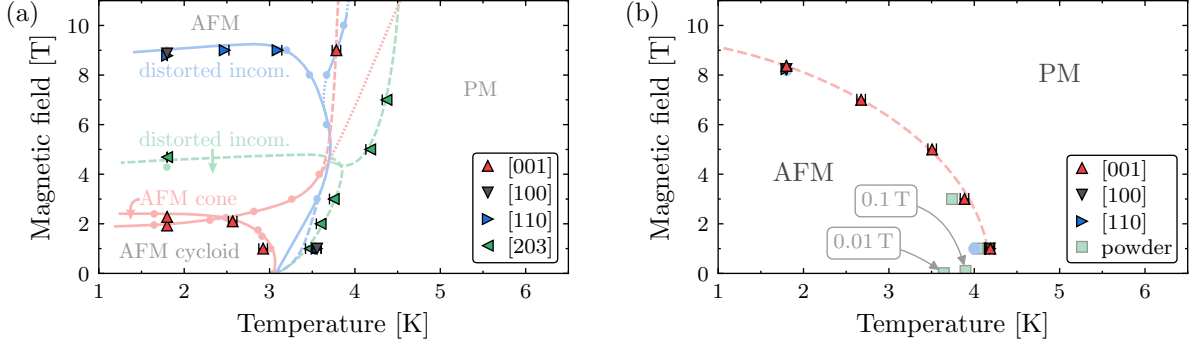 (a)
Magnetic field [T]
10
8
6
4
2
0
AFM
distorted incom.
PM
distorted incom.
AFM cone
AFM cycloid
[001]
[100]
[110]
[203]
1 2 3 4 5 6
Temperature [K]
(b)
Magnetic field [T]
10
8
6
4
2
0
PM
AFM
0.1 T
0.01 T
[001]
[100]
[110]
powder
1 2 3 4 5 6
Temperature [K]